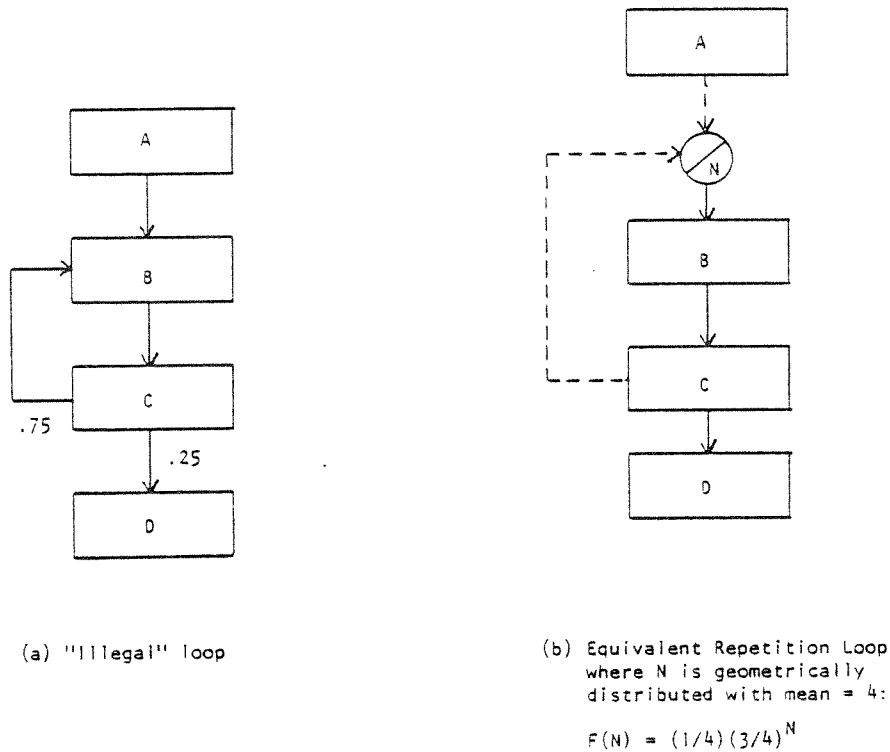 A
B
C
.75
.25
D
(a) "Illegal" loop
A
N
B
C
D
(b) Equivalent Repetition Loop
where N is geometrically
distributed with mean = 4:
F(N) = (1/4)(3/4)^N